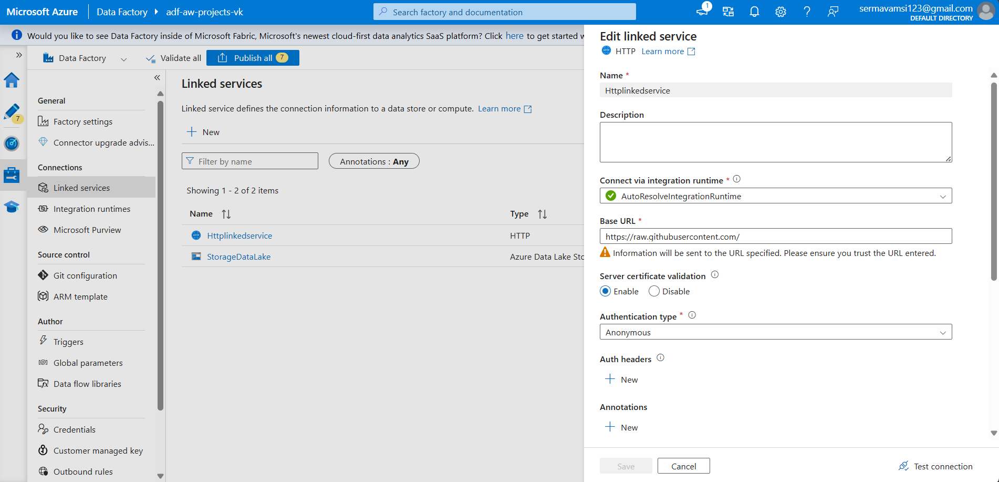 Microsoft Azure
Data Factory
adf-aw-projects-vk
Search factory and documentation
1
sermavamsi123@gmail.com
DEFAULT DIRECTORY
Would you like to see Data Factory inside of Microsoft Fabric, Microsoft's newest cloud-first data analytics SaaS platform? Click here to get started
Data Factory
Validate all
Publish all 7
7
General
Factory settings
Connector upgrade advis...
Connections
Linked services
Integration runtimes
Microsoft Purview
Source control
Git configuration
ARM template
Author
Triggers
Global parameters
Data flow libraries
Security
Credentials
Customer managed key
Outbound rules
Linked services
Linked service defines the connection information to a data store or compute. Learn more
New
Filter by name
Annotations : Any
Showing 1 - 2 of 2 items
Name Type
Httplinkedservice HTTP
StorageDataLake Azure Data Lake Sto
Edit linked service
HTTP Learn more
Name *
Httplinkedservice
Description
Connect via integration runtime *
AutoResolveIntegrationRuntime
Base URL *
https://raw.githubusercontent.com/
Information will be sent to the URL specified. Please ensure you trust the URL entered.
Server certificate validation
Enable Disable
Authentication type *
Anonymous
Auth headers
New
Annotations
New
Save Cancel Test connection